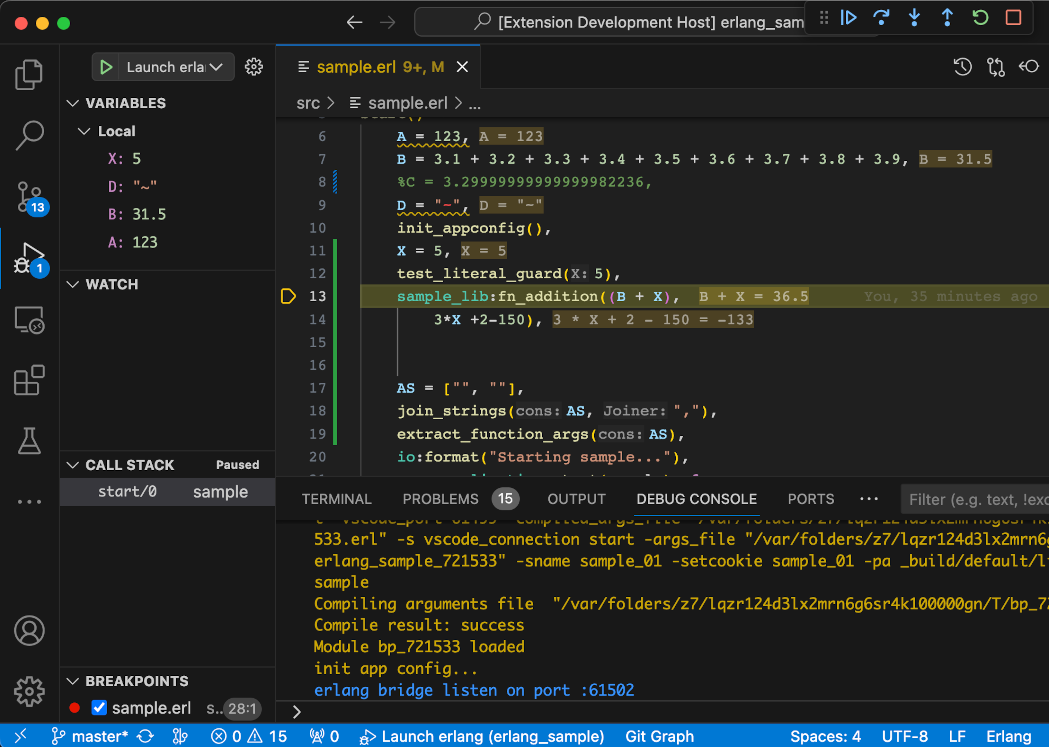 [Extension Development Host] erlang_sam
Launch erla
sample.erl 9+, M
VARIABLES
src > sample.erl > ...
Local
X: 5
D: "~"
B: 31.5
A: 123
WATCH
CALL STACK Paused
start/0 sample
BREAKPOINTS
sample.erl s.. 28:1
6 A = 123, A = 123
7 B = 3.1 + 3.2 + 3.3 + 3.4 + 3.5 + 3.6 + 3.7 + 3.8 + 3.9, B = 31.5
8 %C = 3.29999999999999982236,
9 D = "~", D = "~"
10 init_appconfig(),
11 X = 5, X = 5
12 test_literal_guard(X: 5),
13 sample_lib:fn_addition((B + X), B + X = 36.5 You, 35 minutes ago
14 3*X +2-150), 3 * X + 2 - 150 = -133
15
16
17 AS = ["", ""],
18 join_strings(cons: AS, Joiner: ","),
19 extract_function_args(cons: AS),
20 io:format("Starting sample..."),
13
1
TERMINAL PROBLEMS 15 OUTPUT DEBUG CONSOLE PORTS ... Filter (e.g. text, !exc
533.erl" -s vscode_connection start -args_file "/var/folders/z7/lqzr124d3lx2mrn6g
erlang_sample_721533" -sname sample_01 -setcookie sample_01 -pa _build/default/li
sample
Compiling arguments file "/var/folders/z7/lqzr124d3lx2mrn6g6sr4k100000gn/T/bp_72
Compile result: success
Module bp_721533 loaded
init app config...
erlang bridge listen on port :61502
>
master* 0 15 0 Launch erlang (erlang_sample) Git Graph Spaces: 4 UTF-8 LF Erlang